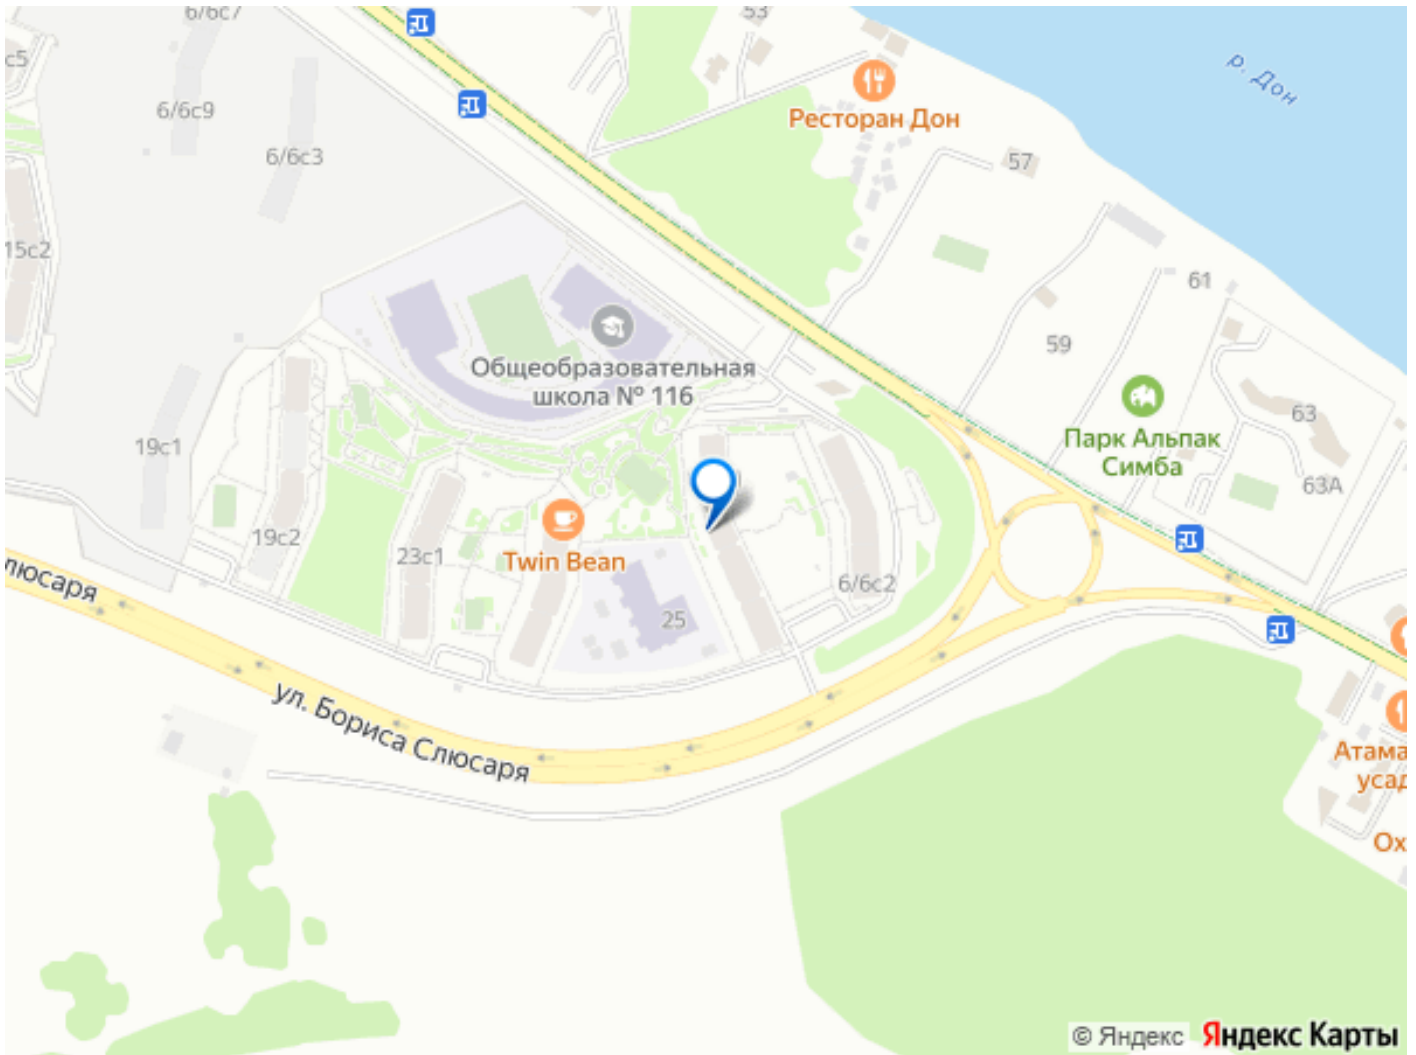 6/6с7
53
с5
р. Дон
6/6с9
Ресторан Дон
6/6с3
57
15с2
61
59
Общеобразовательная
школа № 116
63
Парк Альпак
Симба
19с1
63А
19с2
23с1
Twin Bean
6/6с2
25
люсаря
ул. Бориса Слюсаря
Атама
усад
Ох
© Яндекс Яндекс Карты